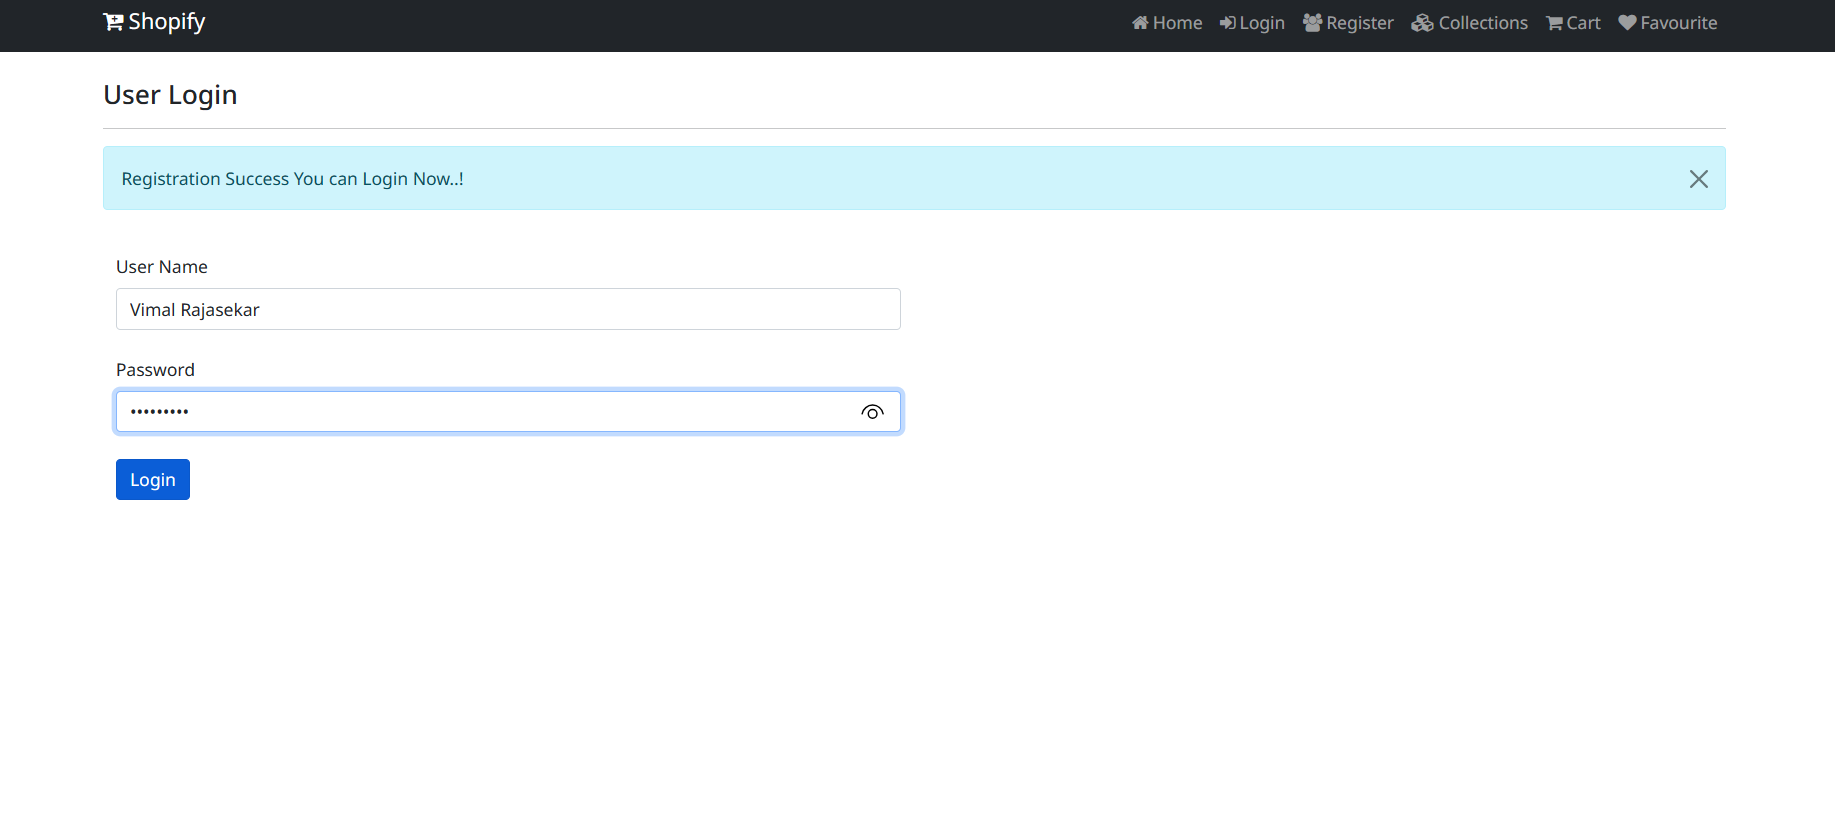 Shopify Home Login Register Collections Cart Favourite
User Login
Registration Success You can Login Now..!
User Name
Vimal Rajasekar
Password
•••••••••
Login